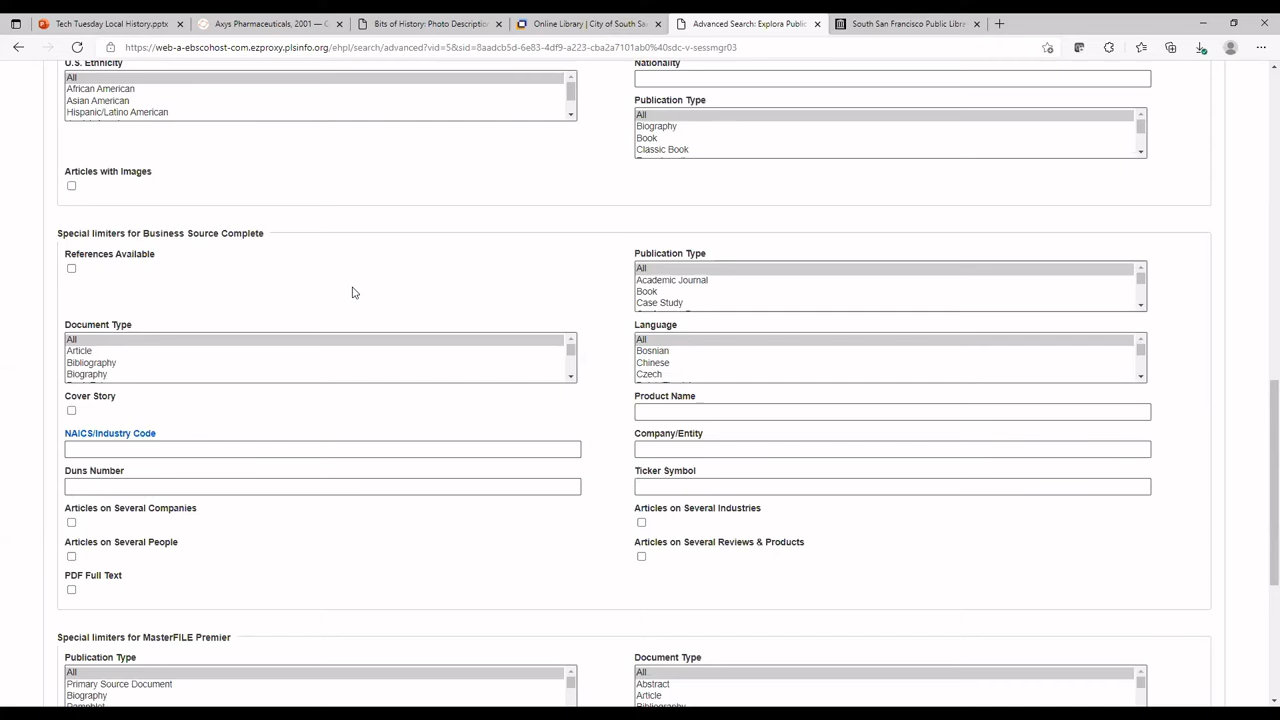 Tech Tuesday Local History.pptx
Axys Pharmaceuticals, 2001 — C
Bits of History: Photo Description
Online Library | City of South Sa
Advanced Search: Explora Publ
South San Francisco Public Libra
https://web-a-ebscohost-com.ezproxy.plsinfo.org/ehpl/search/advanced?vid=5&sid=8aadcb5d-6e83-4df9-a223-cba2a7101ab0%40sdc-v-sessmgr03
U.S. Ethnicity
All
African American
Asian American
Hispanic/Latino American
Nationality
Publication Type
All
Biography
Book
Classic Book
Articles with Images
Special limiters for Business Source Complete
References Available
Publication Type
All
Academic Journal
Book
Case Study
Document Type
All
Article
Bibliography
Biography
Language
All
Bosnian
Chinese
Czech
Cover Story
Product Name
NAICS/Industry Code
Company/Entity
Duns Number
Ticker Symbol
Articles on Several Companies
Articles on Several Industries
Articles on Several People
Articles on Several Reviews & Products
PDF Full Text
Special limiters for MasterFILE Premier
Publication Type
All
Primary Source Document
Biography
Pamphlet
Document Type
All
Abstract
Article
Bibliography